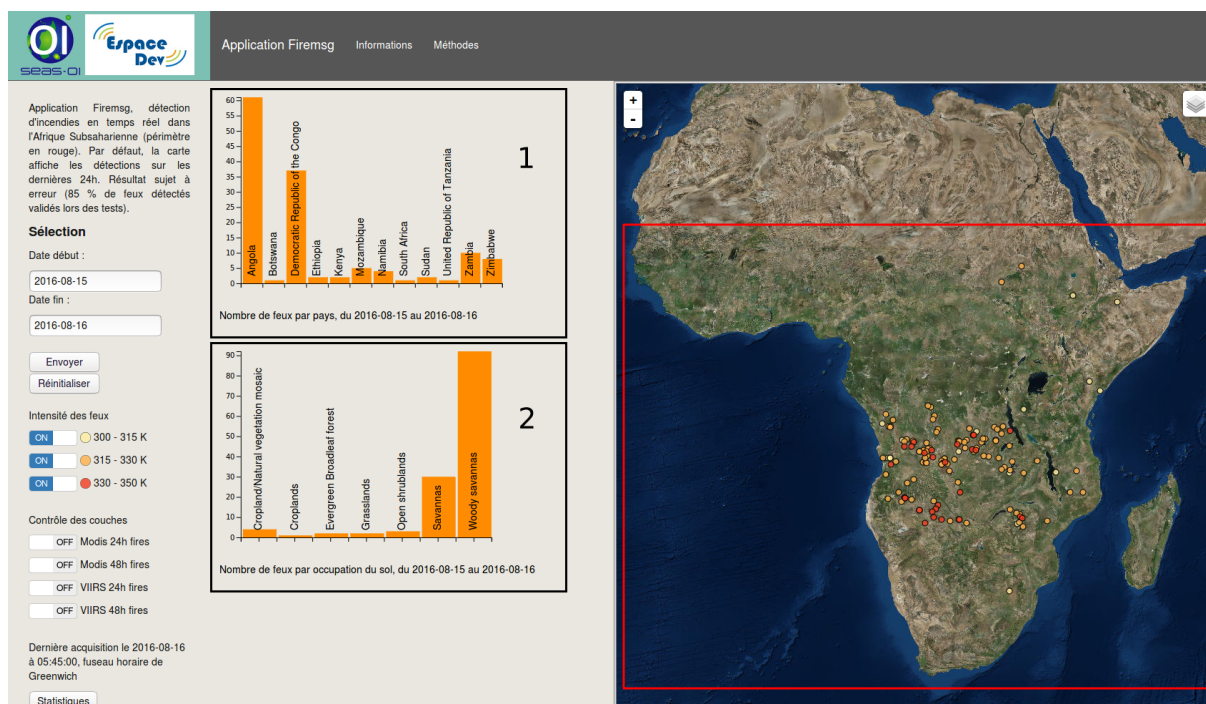 OI
seas-oi
Espace
Dev
Application Firemsg
Informations
Méthodes
Application Firemsg, détection
d'incendies en temps réel dans
l'Afrique Subsaharienne (périmètre
en rouge). Par défaut, la carte
affiche les détections sur les
dernières 24h. Résultat sujet à
erreur (85 % de feux détectés
validés lors des tests).
Sélection
Date début :
2016-08-15
Date fin :
2016-08-16
Envoyer
Réinitialiser
Intensité des feux
ON 300 - 315 K
ON 315 - 330 K
ON 330 - 350 K
Contrôle des couches
OFF Modis 24h fires
OFF Modis 48h fires
OFF VIIRS 24h fires
OFF VIIRS 48h fires
Dernière acquisition le 2016-08-16
à 05:45:00, fuseau horaire de
Greenwich
Statistiques
60
55
50
45
40
35
30
25
20
15
10
5
0
Angola
Botswana
Democratic Republic of the Congo
Ethiopia
Kenya
Mozambique
Namibia
South Africa
Sudan
United Republic of Tanzania
Zambia
Zimbabwe
1
Nombre de feux par pays, du 2016-08-15 au 2016-08-16
90
80
70
60
50
40
30
20
10
0
Cropland/Natural vegetation mosaic
Croplands
Evergreen Broadleaf forest
Grasslands
Open shrublands
Savannas
Woody savannas
2
Nombre de feux par occupation du sol, du 2016-08-15 au 2016-08-16
+
-